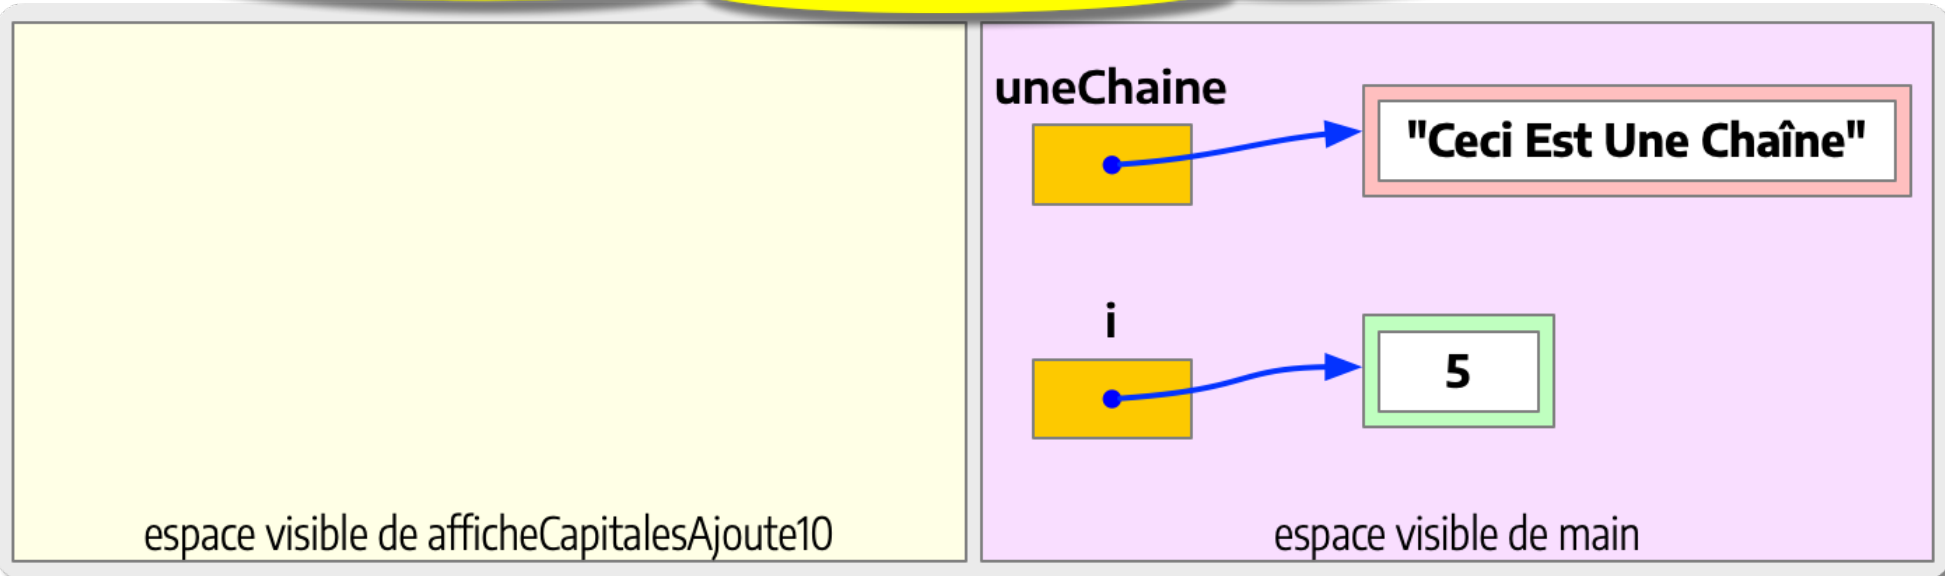 uneChaine
"Ceci Est Une Chaîne"
i
5
espace visible de afficheCapitalesAjoute10
espace visible de main